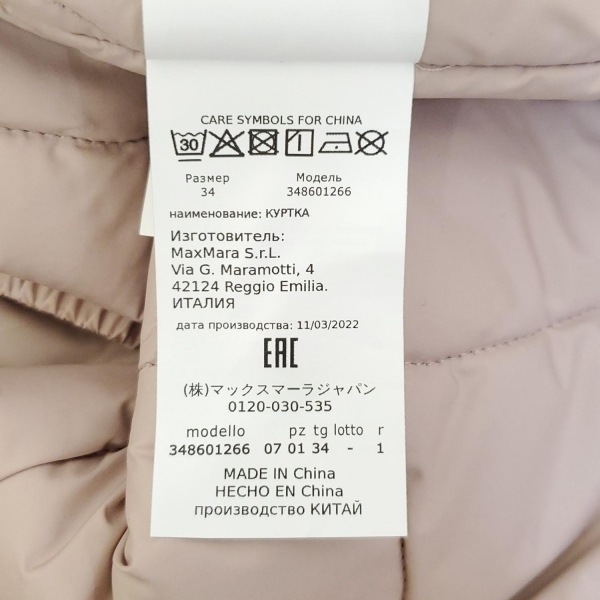 CARE SYMBOLS FOR CHINA
30
Размер Модель
34 348601266
наименование: КУРТКА
Изготовитель:
MaxMara S.r.L.
Via G. Maramotti, 4
42124 Reggio Emilia.
ИТАЛИЯ
дата производства: 11/03/2022
EAC
(株)マックスマーラジャパン
0120-030-535
modello pz tg lotto r
348601266 07 01 34 - 1
MADE IN China
HECHO EN China
производство КИТАЙ